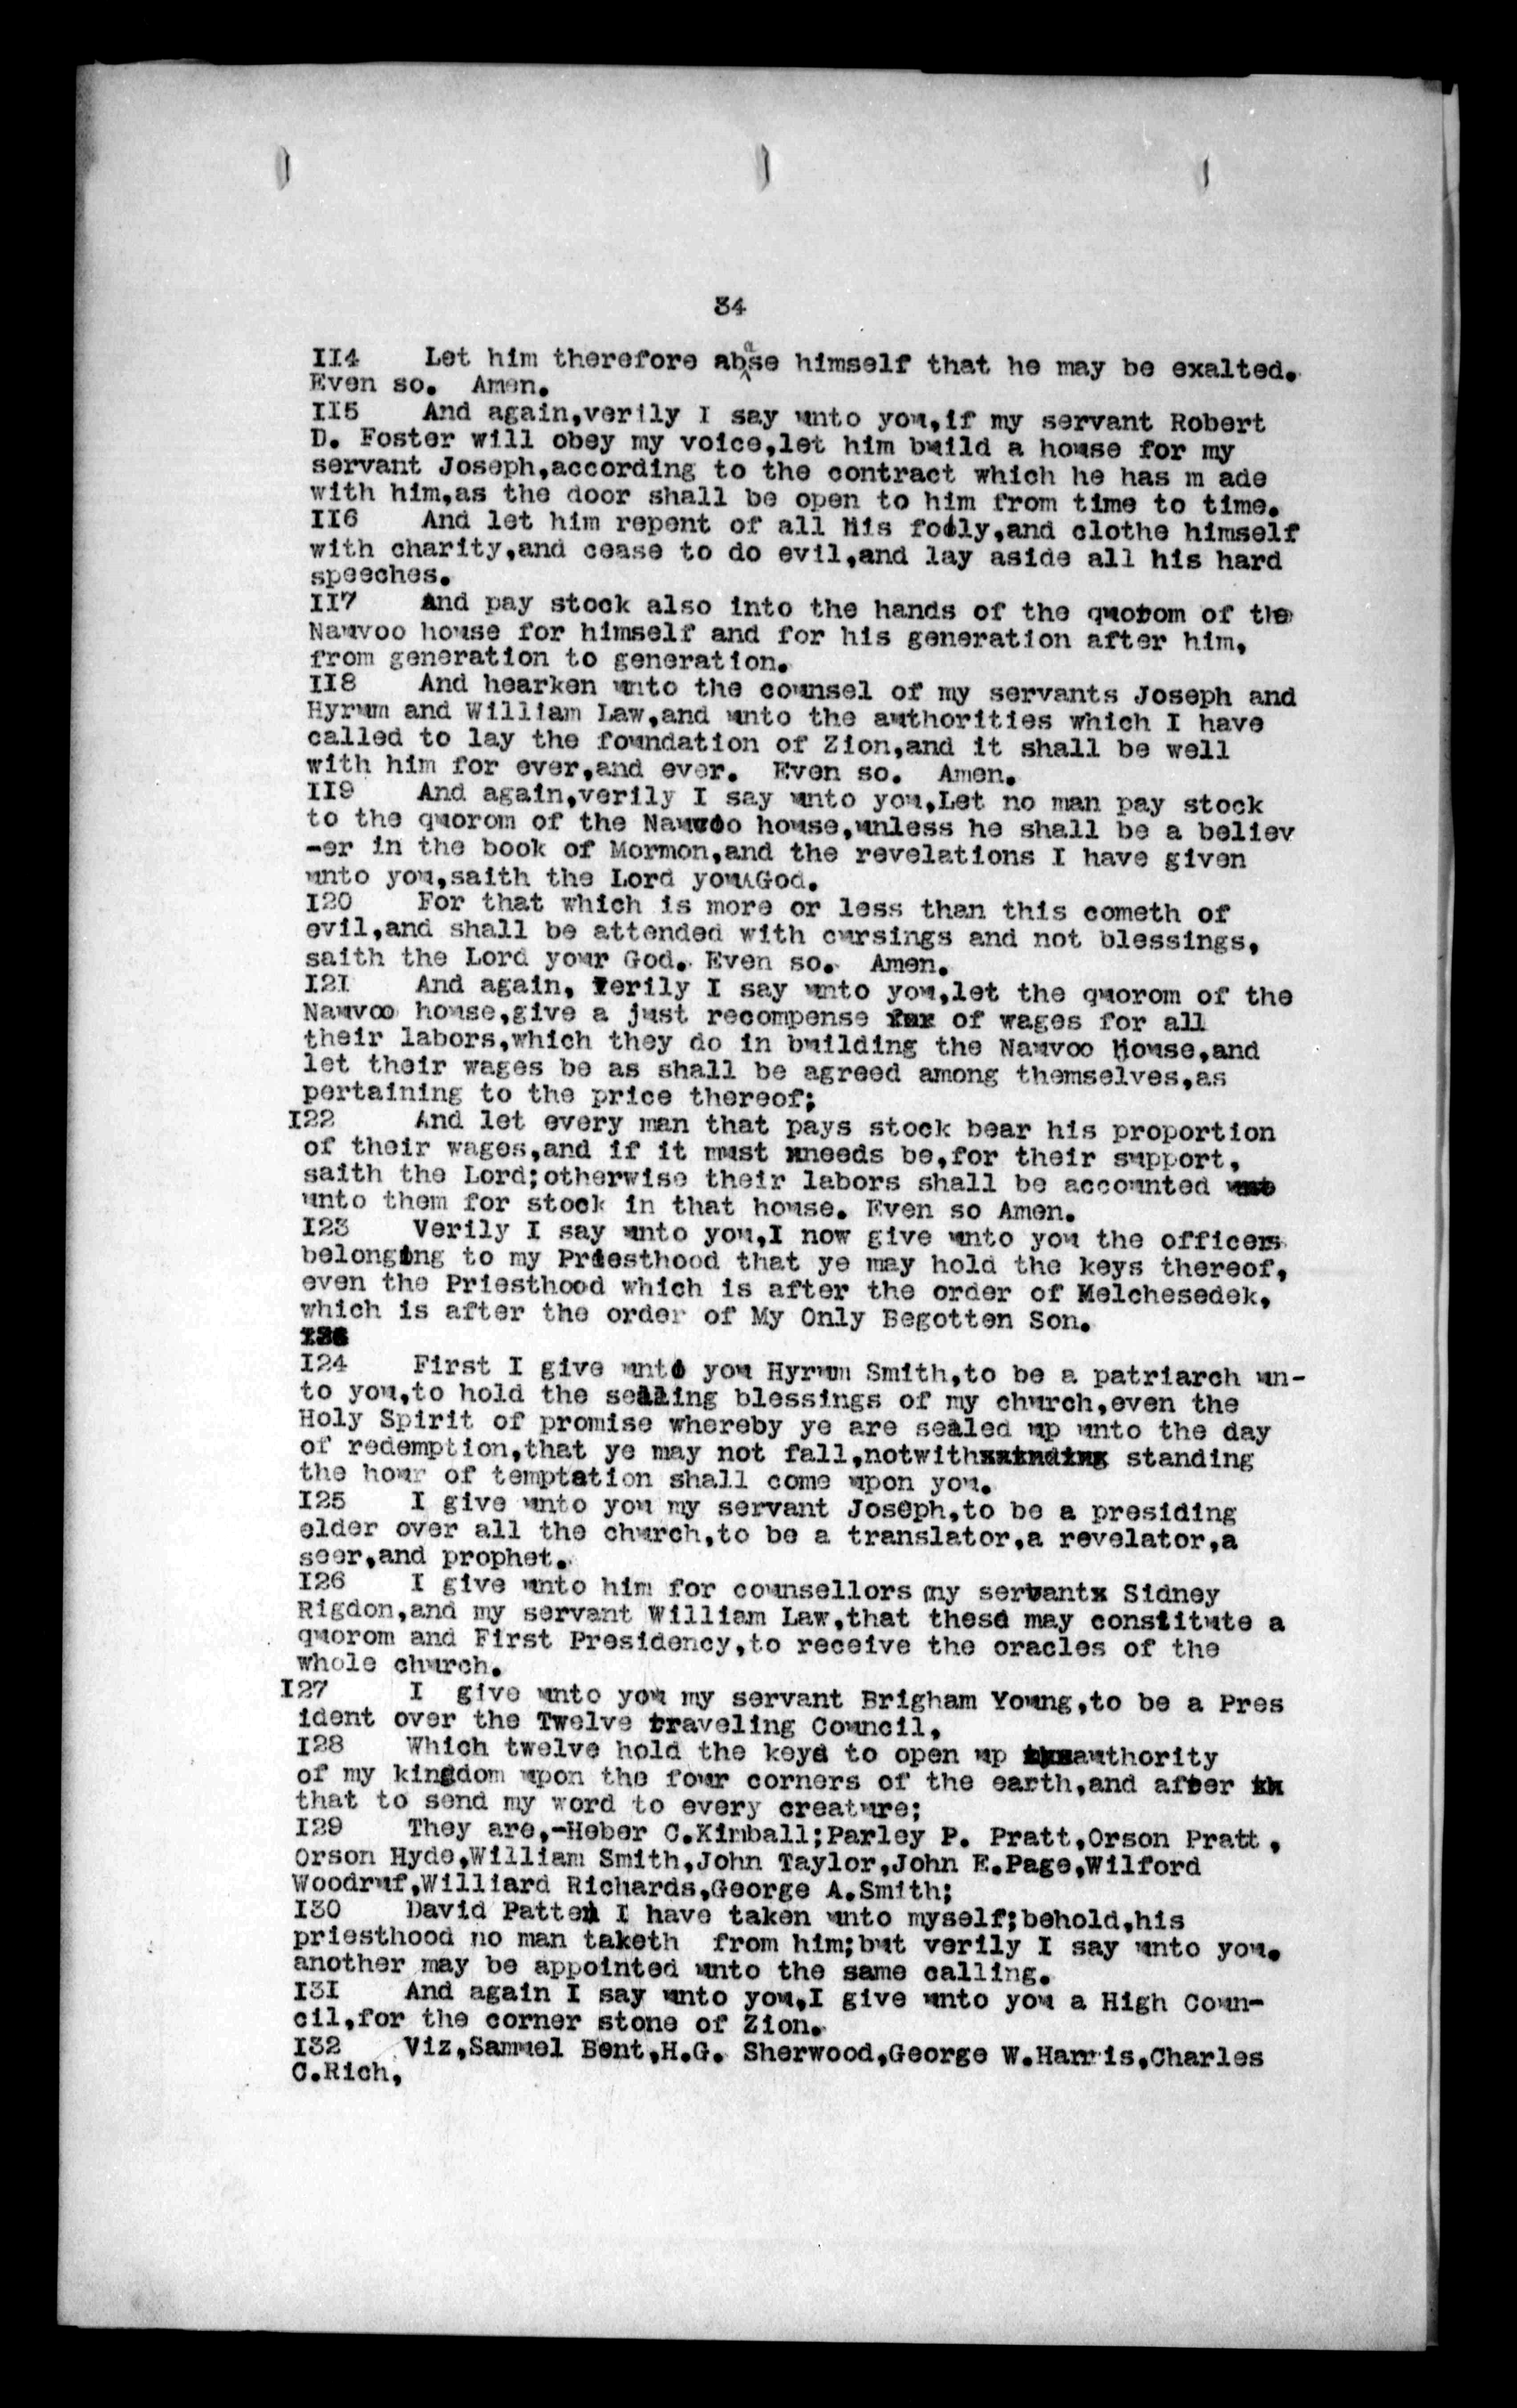 34
II4 Let him therefore abase himself that he may be exalted.
Even so. Amen.
II5 And again,verily I say unto you,if my servant Robert
D. Foster will obey my voice,let him build a house for my
servant Joseph,according to the contract which he has m ade
with him,as the door shall be open to him from time to time.
II6 And let him repent of all his folly,and clothe himself
with charity,and cease to do evil,and lay aside all his hard
speeches.
II7 And pay stock also into the hands of the quorom of the
Nauvoo house for himself and for his generation after him,
from generation to generation.
II8 And hearken unto the counsel of my servants Joseph and
Hyrum and William Law,and unto the authorities which I have
called to lay the foundation of Zion,and it shall be well
with him for ever,and ever. Even so. Amen.
II9 And again,verily I say unto you,Let no man pay stock
to the quorom of the Nauvoo house,unless he shall be a believ
-er in the book of Mormon,and the revelations I have given
unto you,saith the Lord your God.
I20 For that which is more or less than this cometh of
evil,and shall be attended with cursings and not blessings,
saith the Lord your God. Even so. Amen.
I2I And again, verily I say unto you,let the quorom of the
Nauvoo house,give a just recompense of wages for all
their labors,which they do in building the Nauvoo House,and
let their wages be as shall be agreed among themselves,as
pertaining to the price thereof;
I22 And let every man that pays stock bear his proportion
of their wages,and if it must needs be,for their support,
saith the Lord;otherwise their labors shall be accounted
unto them for stock in that house. Even so Amen.
I23 Verily I say unto you,I now give unto you the officers
belonging to my Priesthood that ye may hold the keys thereof,
even the Priesthood which is after the order of Melchesedek,
which is after the order of My Only Begotten Son.
I24 First I give unto you Hyrum Smith,to be a patriarch un-
to you,to hold the sealing blessings of my church,even the
Holy Spirit of promise whereby ye are sealed up unto the day
of redemption,that ye may not fall,notwith standing
the hour of temptation shall come upon you.
I25 I give unto you my servant Joseph,to be a presiding
elder over all the church,to be a translator,a revelator,a
seer,and prophet.
I26 I give unto him for counsellors my servant Sidney
Rigdon,and my servant William Law,that these may constitute a
quorom and First Presidency,to receive the oracles of the
whole church.
I27 I give unto you my servant Brigham Young,to be a Pres
ident over the Twelve traveling Council,
I28 Which twelve hold the keys to open up authority
of my kingdom upon the four corners of the earth,and after
that to send my word to every creature;
I29 They are,-Heber C.Kimball;Parley P. Pratt,Orson Pratt,
Orson Hyde,William Smith,John Taylor,John E.Page,Wilford
Woodruf,Williard Richards,George A.Smith;
I30 David Patten I have taken unto myself;behold,his
priesthood no man taketh from him;but verily I say unto you.
another may be appointed unto the same calling.
I3I And again I say unto you,I give unto you a High Coun-
cil,for the corner stone of Zion.
I32 Viz,Samuel Bent,H.G. Sherwood,George W.Harris,Charles
C.Rich,